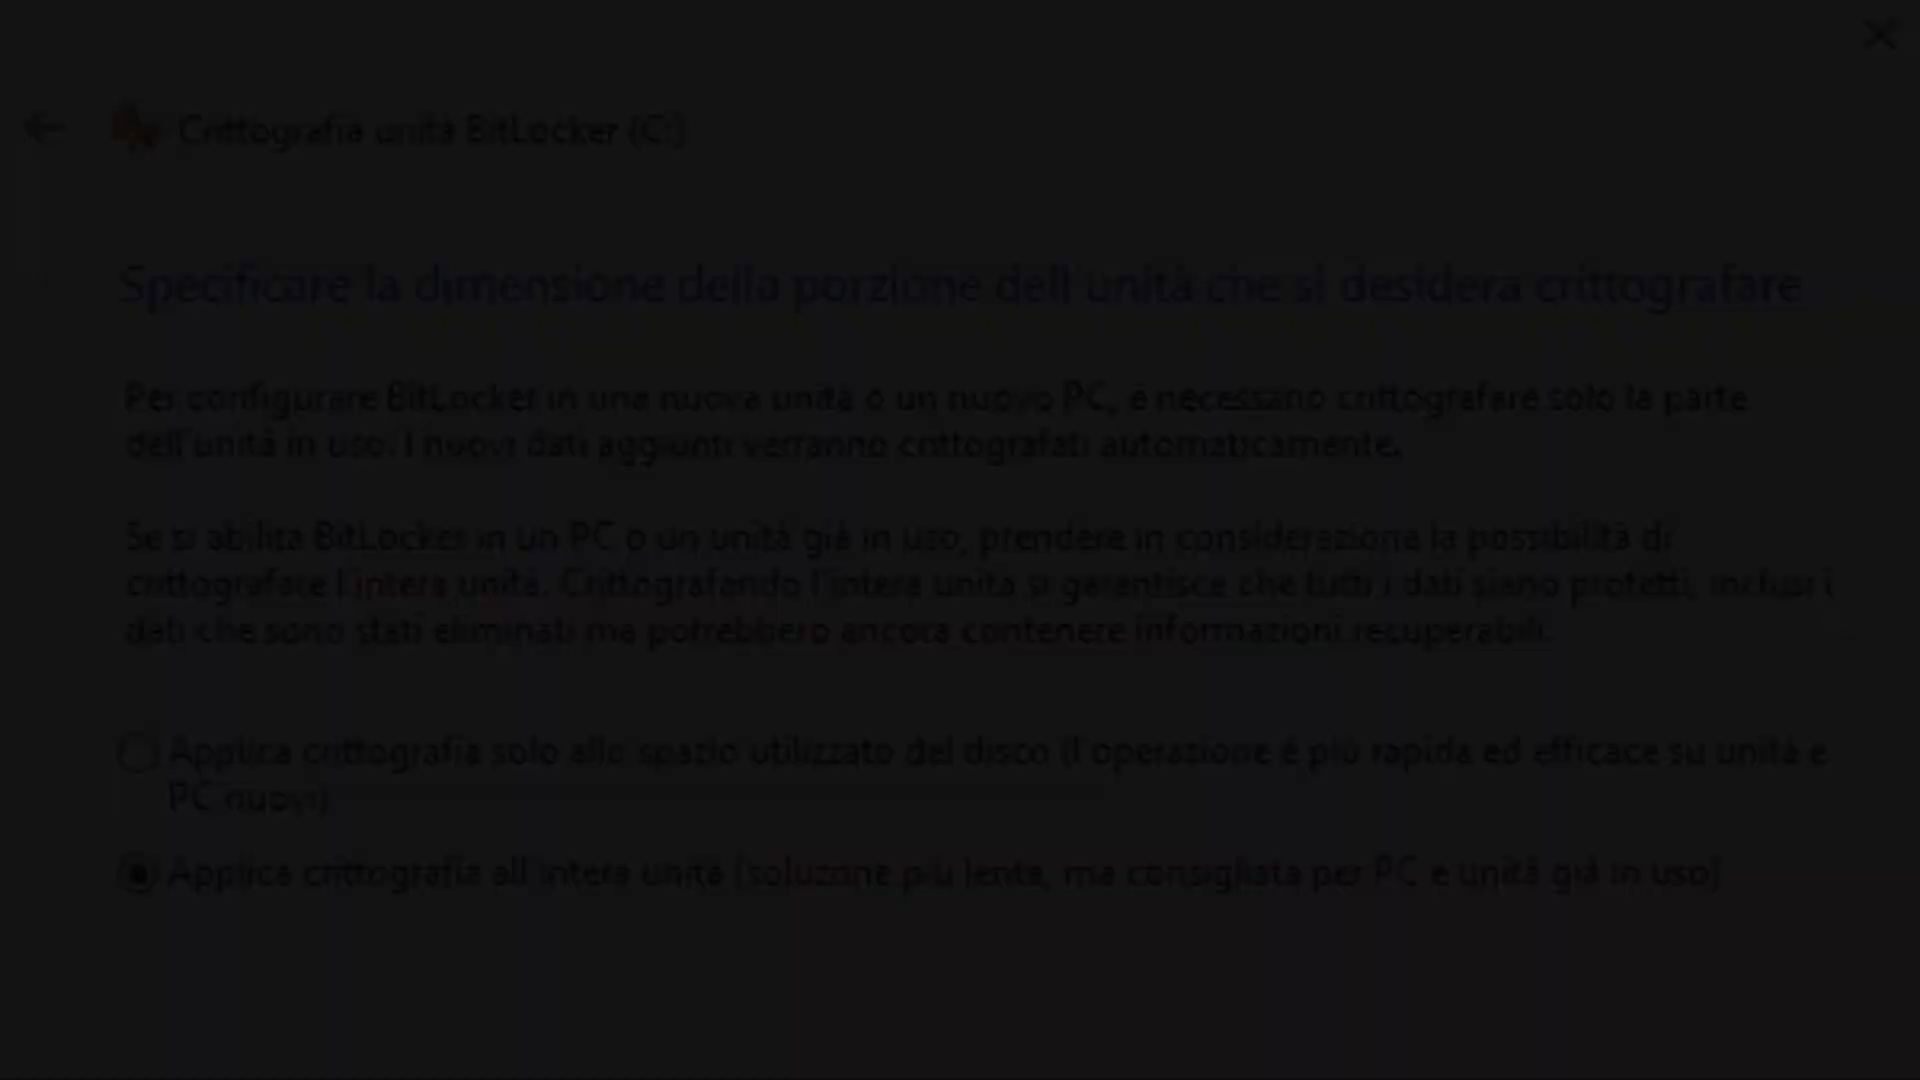 Crittografia unità BitLocker (C:)
Specificare la dimensione della porzione dell'unità che si desidera crittografare
Per configurare BitLocker in una nuova unità o un nuovo PC, è necessario crittografare solo la parte
dell'unità in uso. I nuovi dati aggiunti verranno crittografati automaticamente.
Se si abilita BitLocker in un PC o un'unità già in uso, prendere in considerazione la possibilità di
crittografare l'intera unità. Crittografando l'intera unità si garantisce che tutti i dati siano protetti, inclusi i
dati che sono stati eliminati ma potrebbero ancora contenere informazioni recuperabili.
Applica crittografia solo allo spazio utilizzato del disco (l'operazione è più rapida ed efficace su unità e
PC nuovi)
Applica crittografia all'intera unità (soluzione più lenta, ma consigliata per PC e unità già in uso)